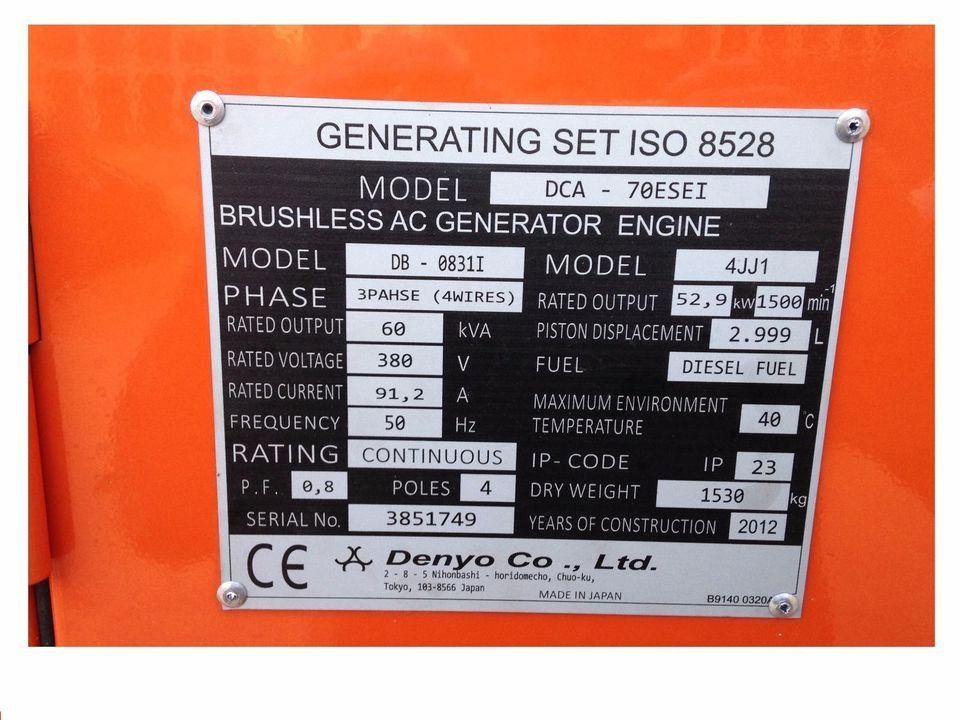 GENERATING SET ISO 8528
MODEL DCA - 70ESEI
BRUSHLESS AC GENERATOR ENGINE
MODEL DB - 0831I
PHASE 3PAHSE (4WIRES)
RATED OUTPUT 60 kVA
RATED VOLTAGE 380 V
RATED CURRENT 91,2 A
FREQUENCY 50 Hz
RATING CONTINUOUS
P.F. 0,8 POLES 4
SERIAL No. 3851749
MODEL 4JJ1
RATED OUTPUT 52,9 kW 1500 min-1
PISTON DISPLACEMENT 2.999 L
FUEL DIESEL FUEL
MAXIMUM ENVIRONMENT
TEMPERATURE 40 °C
IP- CODE IP 23
DRY WEIGHT 1530 kg
YEARS OF CONSTRUCTION 2012
CE Denyo Co ., Ltd.
2 - 8 - 5 Nihonbashi - horidomecho, Chuo-ku,
Tokyo, 103-8566 Japan
MADE IN JAPAN
B9140 0320